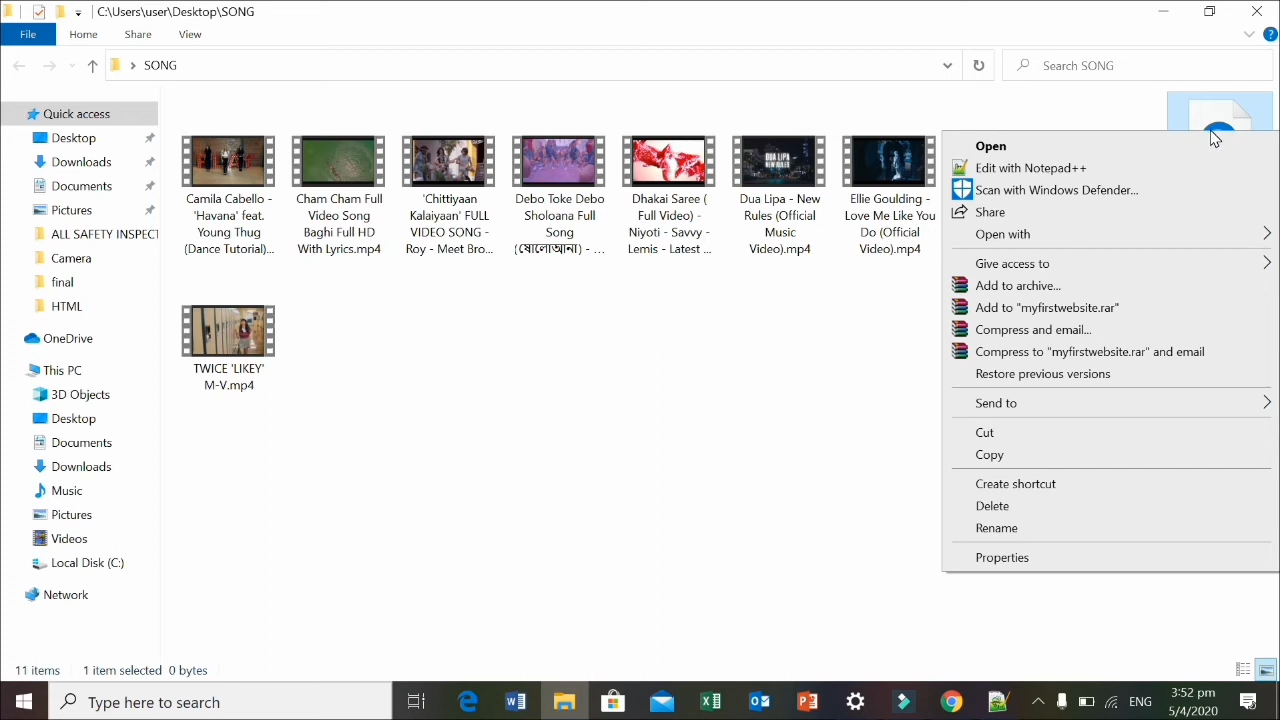 C:\Users\user\Desktop\SONG
File Home Share View
SONG
Search SONG
Quick access
Desktop
Downloads
Documents
Pictures
ALL SAFETY INSPECT
Camera
final
HTML
OneDrive
This PC
3D Objects
Desktop
Documents
Downloads
Music
Pictures
Videos
Local Disk (C:)
Network
Camila Cabello -
'Havana' feat.
Young Thug
(Dance Tutorial)...
Cham Cham Full
Video Song
Baghi Full HD
With Lyrics.mp4
'Chittiyaan
Kalaiyaan' FULL
VIDEO SONG -
Roy - Meet Bro...
Debo Toke Debo
Sholoana Full
Song
(ষোলোআনা) - ...
Dhakai Saree (
Full Video) -
Niyoti - Savvy -
Lemis - Latest ...
DUA LIPA
NEW RULES
Dua Lipa - New
Rules (Official
Music
Video).mp4
Ellie Goulding -
Love Me Like You
Do (Official
Video).mp4
TWICE 'LIKEY'
M-V.mp4
Open
Edit with Notepad++
Scan with Windows Defender...
Share
Open with
Give access to
Add to archive...
Add to "myfirstwebsite.rar"
Compress and email...
Compress to "myfirstwebsite.rar" and email
Restore previous versions
Send to
Cut
Copy
Create shortcut
Delete
Rename
Properties
11 items 1 item selected 0 bytes
Type here to search
ENG
3:52 pm
5/4/2020